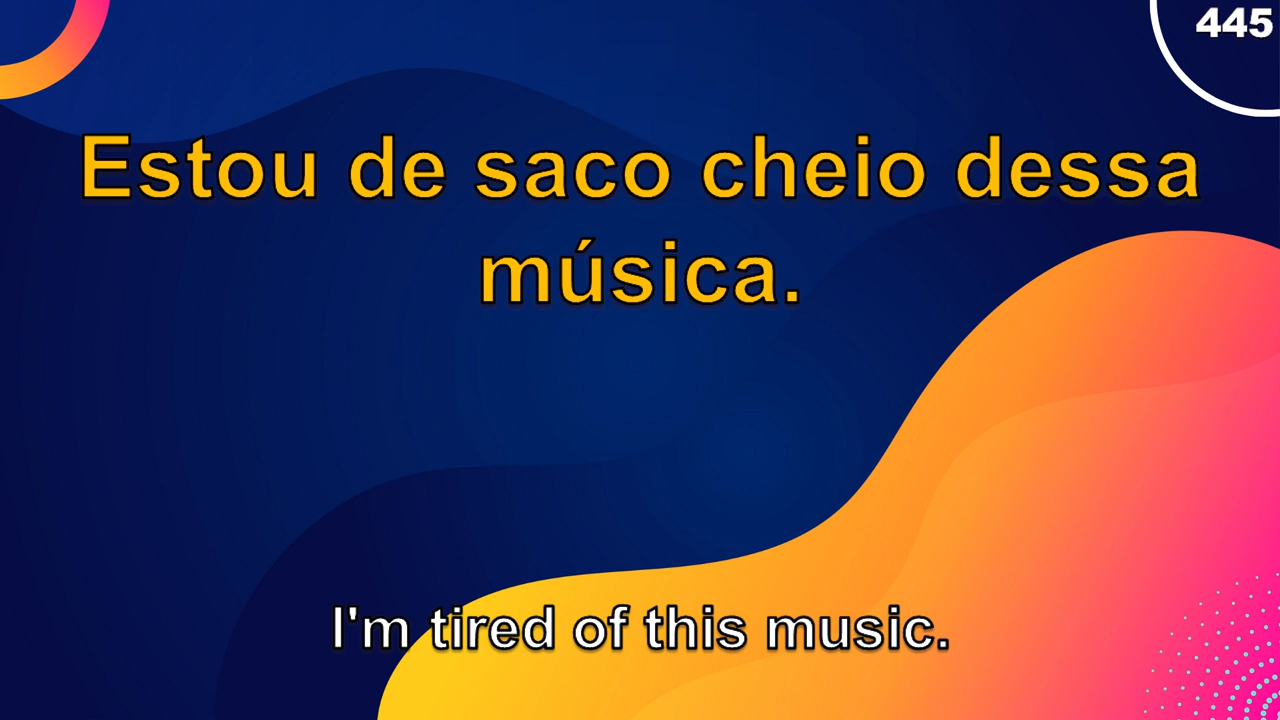 445
Estou de saco cheio dessa
música.
I'm tired of this music.